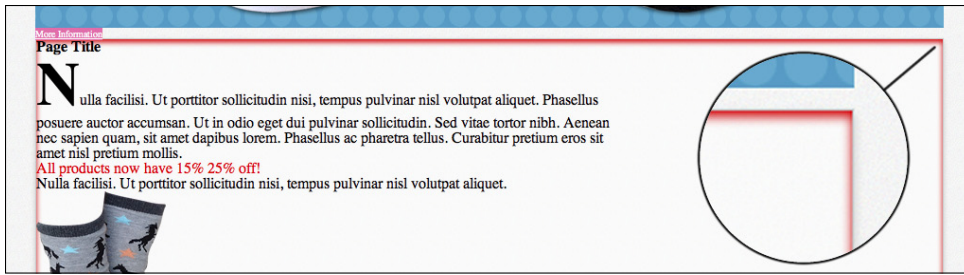 More Information
Page Title
Nulla facilisi. Ut porttitor sollicitudin nisi, tempus pulvinar nisl volutpat aliquet. Phasellus
posuere auctor accumsan. Ut in odio eget dui pulvinar sollicitudin. Sed vitae tortor nibh. Aenean
nec sapien quam, sit amet dapibus lorem. Phasellus ac pharetra tellus. Curabitur pretium eros sit
amet nisl pretium mollis.
All products now have 15% 25% off!
Nulla facilisi. Ut porttitor sollicitudin nisi, tempus pulvinar nisl volutpat aliquet.